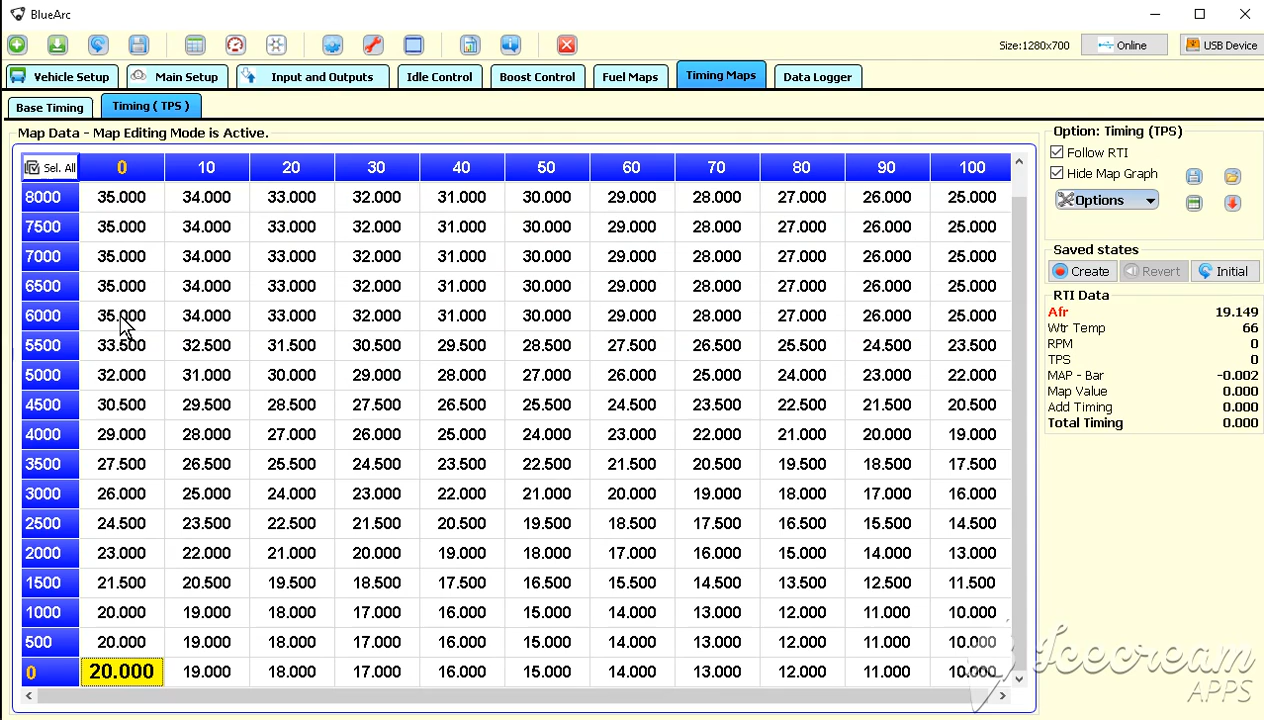 BlueArc
Size:1280x700 Online USB Device
Vehicle Setup Main Setup Input and Outputs Idle Control Boost Control Fuel Maps Timing Maps Data Logger
Base Timing Timing ( TPS )
Map Data - Map Editing Mode is Active.
Sel. All 0 10 20 30 40 50 60 70 80 90 100
8000 35.000 34.000 33.000 32.000 31.000 30.000 29.000 28.000 27.000 26.000 25.000
7500 35.000 34.000 33.000 32.000 31.000 30.000 29.000 28.000 27.000 26.000 25.000
7000 35.000 34.000 33.000 32.000 31.000 30.000 29.000 28.000 27.000 26.000 25.000
6500 35.000 34.000 33.000 32.000 31.000 30.000 29.000 28.000 27.000 26.000 25.000
6000 35.000 34.000 33.000 32.000 31.000 30.000 29.000 28.000 27.000 26.000 25.000
5500 33.500 32.500 31.500 30.500 29.500 28.500 27.500 26.500 25.500 24.500 23.500
5000 32.000 31.000 30.000 29.000 28.000 27.000 26.000 25.000 24.000 23.000 22.000
4500 30.500 29.500 28.500 27.500 26.500 25.500 24.500 23.500 22.500 21.500 20.500
4000 29.000 28.000 27.000 26.000 25.000 24.000 23.000 22.000 21.000 20.000 19.000
3500 27.500 26.500 25.500 24.500 23.500 22.500 21.500 20.500 19.500 18.500 17.500
3000 26.000 25.000 24.000 23.000 22.000 21.000 20.000 19.000 18.000 17.000 16.000
2500 24.500 23.500 22.500 21.500 20.500 19.500 18.500 17.500 16.500 15.500 14.500
2000 23.000 22.000 21.000 20.000 19.000 18.000 17.000 16.000 15.000 14.000 13.000
1500 21.500 20.500 19.500 18.500 17.500 16.500 15.500 14.500 13.500 12.500 11.500
1000 20.000 19.000 18.000 17.000 16.000 15.000 14.000 13.000 12.000 11.000 10.000
500 20.000 19.000 18.000 17.000 16.000 15.000 14.000 13.000 12.000 11.000 10.000
0 20.000 19.000 18.000 17.000 16.000 15.000 14.000 13.000 12.000 11.000 10.000
Option: Timing (TPS)
Follow RTI
Hide Map Graph
Options
Saved states
Create Revert Initial
RTI Data
Afr 19.149
Wtr Temp 66
RPM 0
TPS 0
MAP - Bar -0.002
Map Value 0.000
Add Timing 0.000
Total Timing 0.000
Icecream
APPS